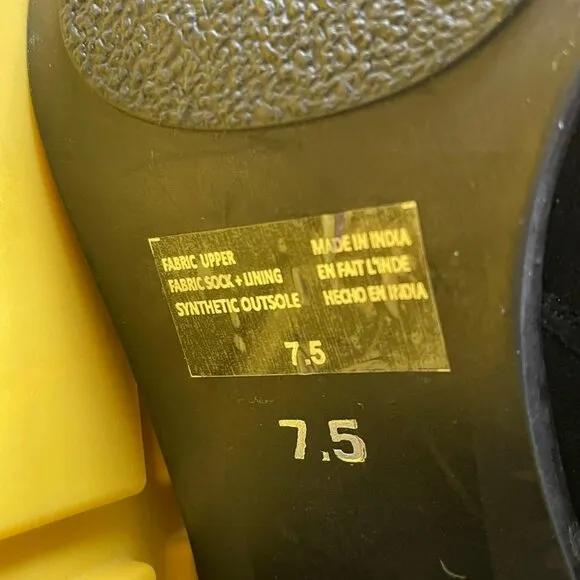 FABRIC UPPER
FABRIC SOCK + LINING
SYNTHETIC OUTSOLE
MADE IN INDIA
EN FAIT L'INDE
HECHO EN INDIA
7.5
7.5